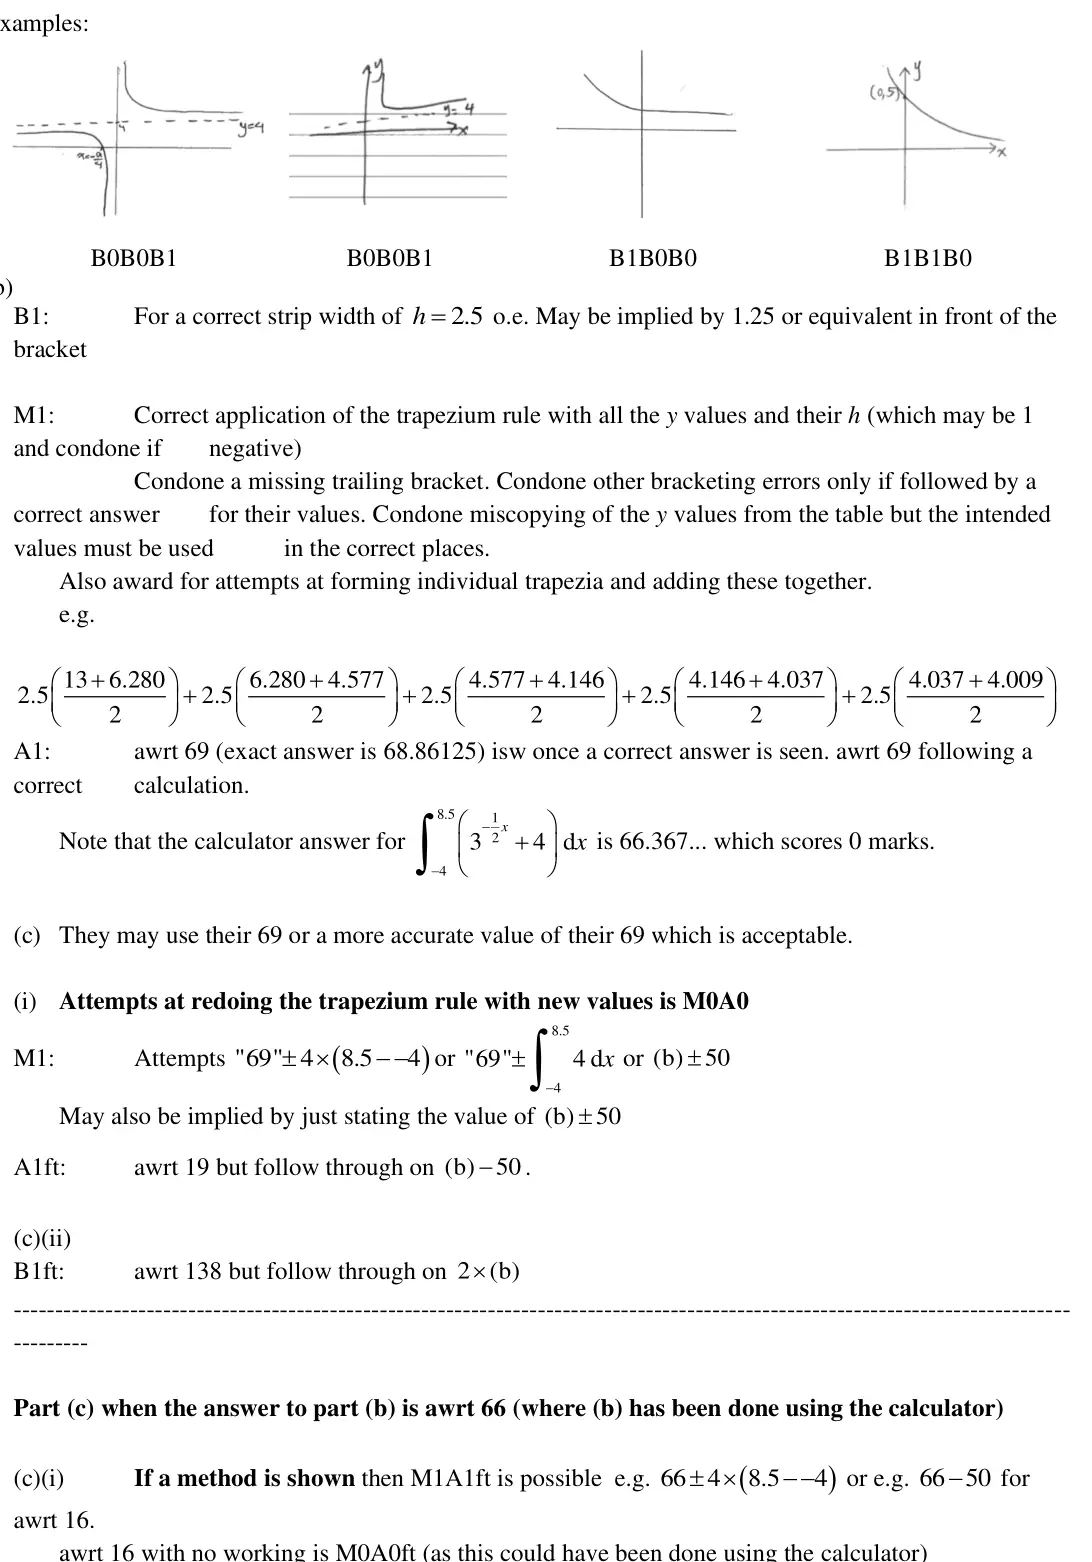 xamples:
y=4
4
x=-a/4
y
y= 4
x
y
(0,5)
x
B0B0B1 B0B0B1 B1B0B0 B1B1B0
b)
B1: For a correct strip width of h = 2.5 o.e. May be implied by 1.25 or equivalent in front of the
bracket
M1: Correct application of the trapezium rule with all the y values and their h (which may be 1
and condone if negative)
Condone a missing trailing bracket. Condone other bracketing errors only if followed by a
correct answer for their values. Condone miscopying of the y values from the table but the intended
values must be used in the correct places.
Also award for attempts at forming individual trapezia and adding these together.
e.g.
2.5((13+6.280)/2)+2.5((6.280+4.577)/2)+2.5((4.577+4.146)/2)+2.5((4.146+4.037)/2)+2.5((4.037+4.009)/2)
A1: awrt 69 (exact answer is 68.86125) isw once a correct answer is seen. awrt 69 following a
correct calculation.
Note that the calculator answer for ∫_{-4}^{8.5} (3^{-1/2 x} + 4) dx is 66.367... which scores 0 marks.
(c) They may use their 69 or a more accurate value of their 69 which is acceptable.
(i) Attempts at redoing the trapezium rule with new values is M0A0
M1: Attempts "69"±4×(8.5−−4) or "69"± ∫_{-4}^{8.5} 4 dx or (b)±50
May also be implied by just stating the value of (b)±50
A1ft: awrt 19 but follow through on (b)−50.
(c)(ii)
B1ft: awrt 138 but follow through on 2×(b)
--------------------------------------------------------------------------------------------------------------------------------
---------
Part (c) when the answer to part (b) is awrt 66 (where (b) has been done using the calculator)
(c)(i) If a method is shown then M1A1ft is possible e.g. 66±4×(8.5−−4) or e.g. 66−50 for
awrt 16.
awrt 16 with no working is M0A0ft (as this could have been done using the calculator)